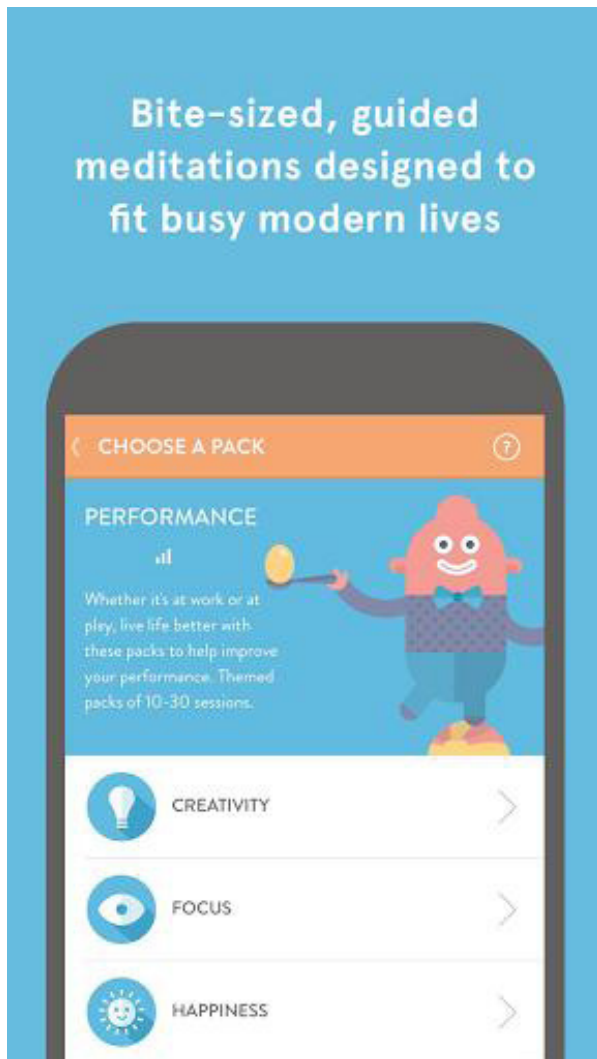 Bite-sized, guided
meditations designed to
fit busy modern lives
CHOOSE A PACK
?
PERFORMANCE
Whether it's at work or at
play, live life better with
these packs to help improve
your performance. Themed
packs of 10-30 sessions.
CREATIVITY
FOCUS
HAPPINESS